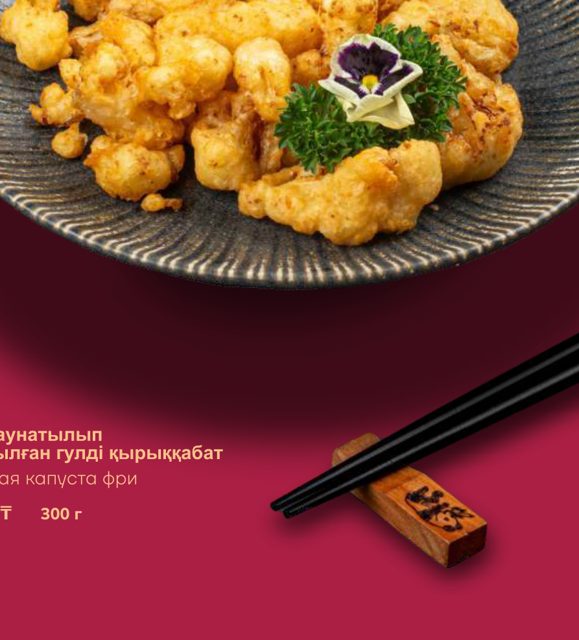 аунатылып
ылған гулді қырыққабат
ая капуста фри
₸ 300 г